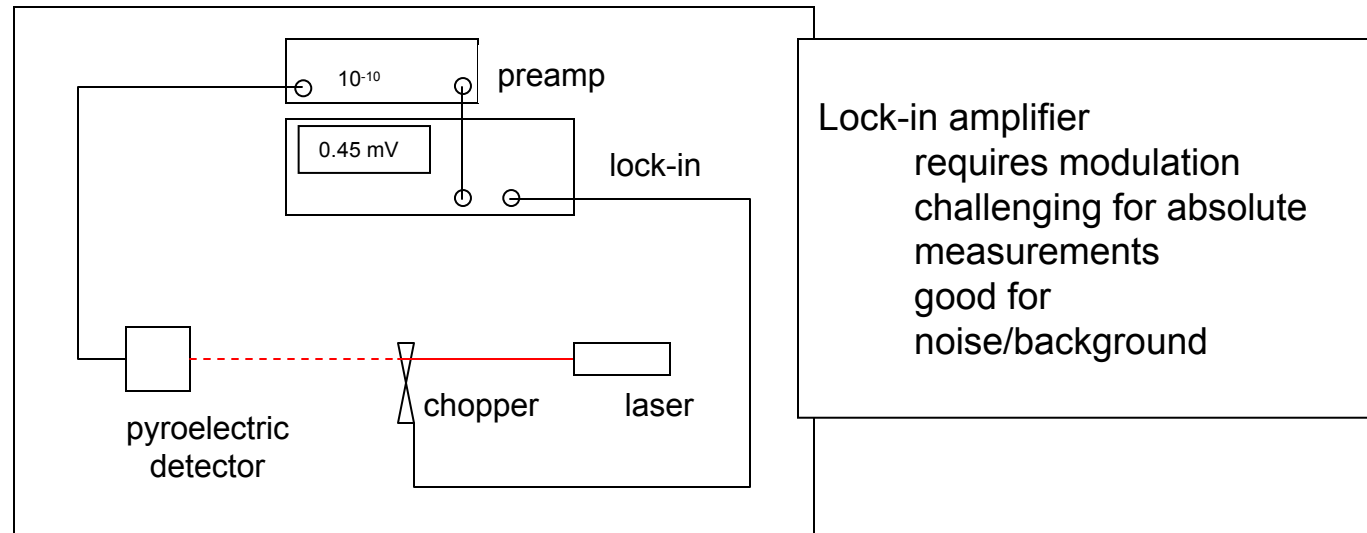 10⁻¹⁰
preamp
0.45 mV
lock-in
chopper
laser
pyroelectric
detector
Lock-in amplifier
requires modulation
challenging for absolute
measurements
good for
noise/background